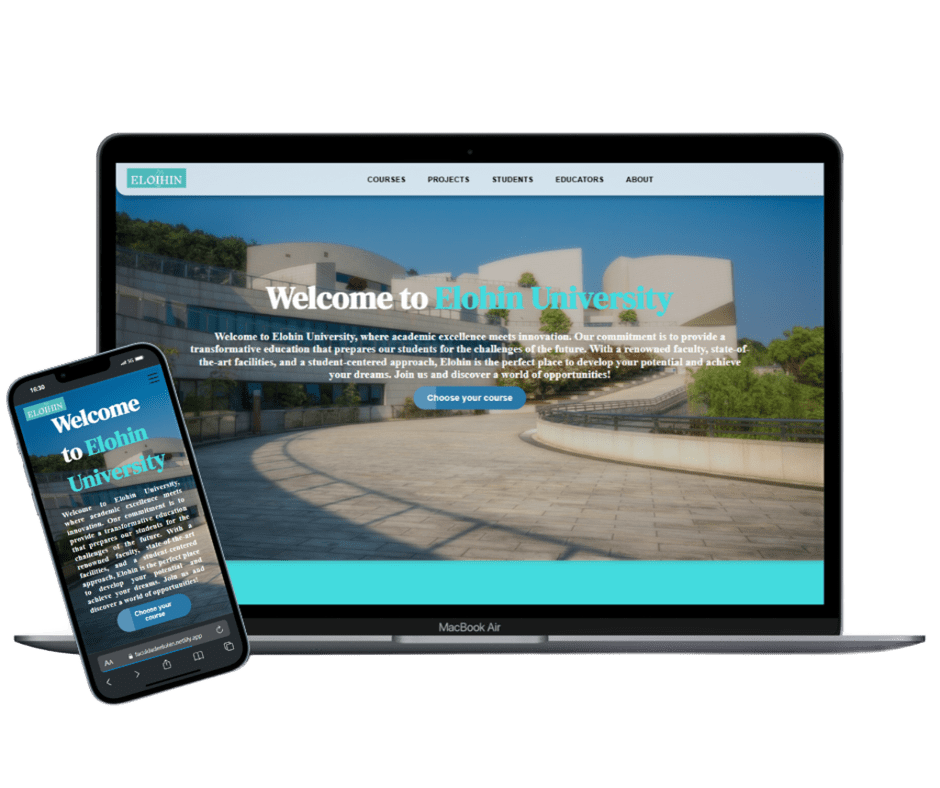 ELOHIN
COURSES PROJECTS STUDENTS EDUCATORS ABOUT
Welcome to Elohin University
Welcome to Elohin University, where academic excellence meets innovation. Our commitment is to provide a
transformative education that prepares our students for the challenges of the future. With a renowned faculty, state-of-
the-art facilities, and a student-centered approach, Elohin is the perfect place to develop your potential and achieve
your dreams. Join us and discover a world of opportunities!
Choose your course
MacBook Air
16:30
ELOHIN
Welcome
to Elohin
University
Welcome to Elohin University,
where academic excellence meets
innovation. Our commitment is to
provide a transformative education
that prepares our students for the
challenges of the future. With a
renowned faculty, state-of-the-art
facilities, and a student-centered
approach, Elohin is the perfect place
to develop your potential and
achieve your dreams. Join us and
discover a world of opportunities!
Choose your
course
AA